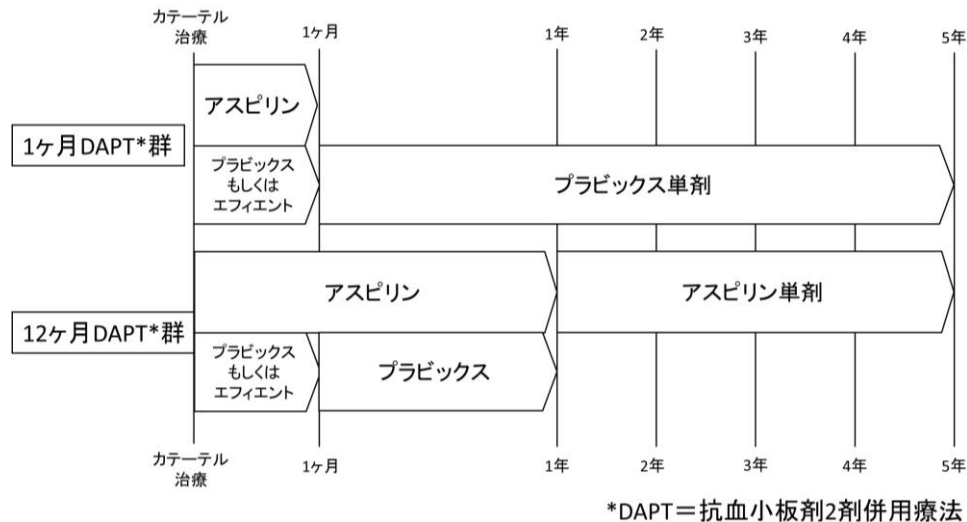 カテーテル
治療
1ヶ月
1年
2年
3年
4年
5年
アスピリン
1ヶ月DAPT*群
プラビックス
もしくは
エフィエント
プラビックス単剤
アスピリン
アスピリン単剤
12ヶ月DAPT*群
プラビックス
もしくは
エフィエント
プラビックス
カテーテル
治療
1ヶ月
1年
2年
3年
4年
5年
*DAPT＝抗血小板剤2剤併用療法